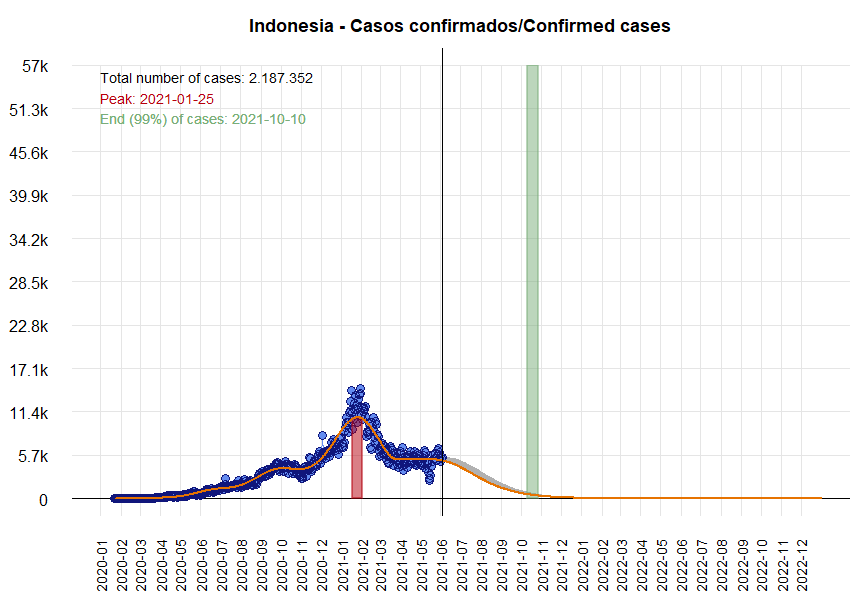 Indonesia - Casos confirmados/Confirmed cases
57k
Total number of cases: 2.187.352
Peak: 2021-01-25
End (99%) of cases: 2021-10-10
51.3k
45.6k
39.9k
34.2k
28.5k
22.8k
17.1k
11.4k
5.7k
0
2020-01
2020-02
2020-03
2020-04
2020-05
2020-06
2020-07
2020-08
2020-09
2020-10
2020-11
2020-12
2021-01
2021-02
2021-03
2021-04
2021-05
2021-06
2021-07
2021-08
2021-09
2021-10
2021-11
2021-12
2022-01
2022-02
2022-03
2022-04
2022-05
2022-06
2022-07
2022-08
2022-09
2022-10
2022-11
2022-12